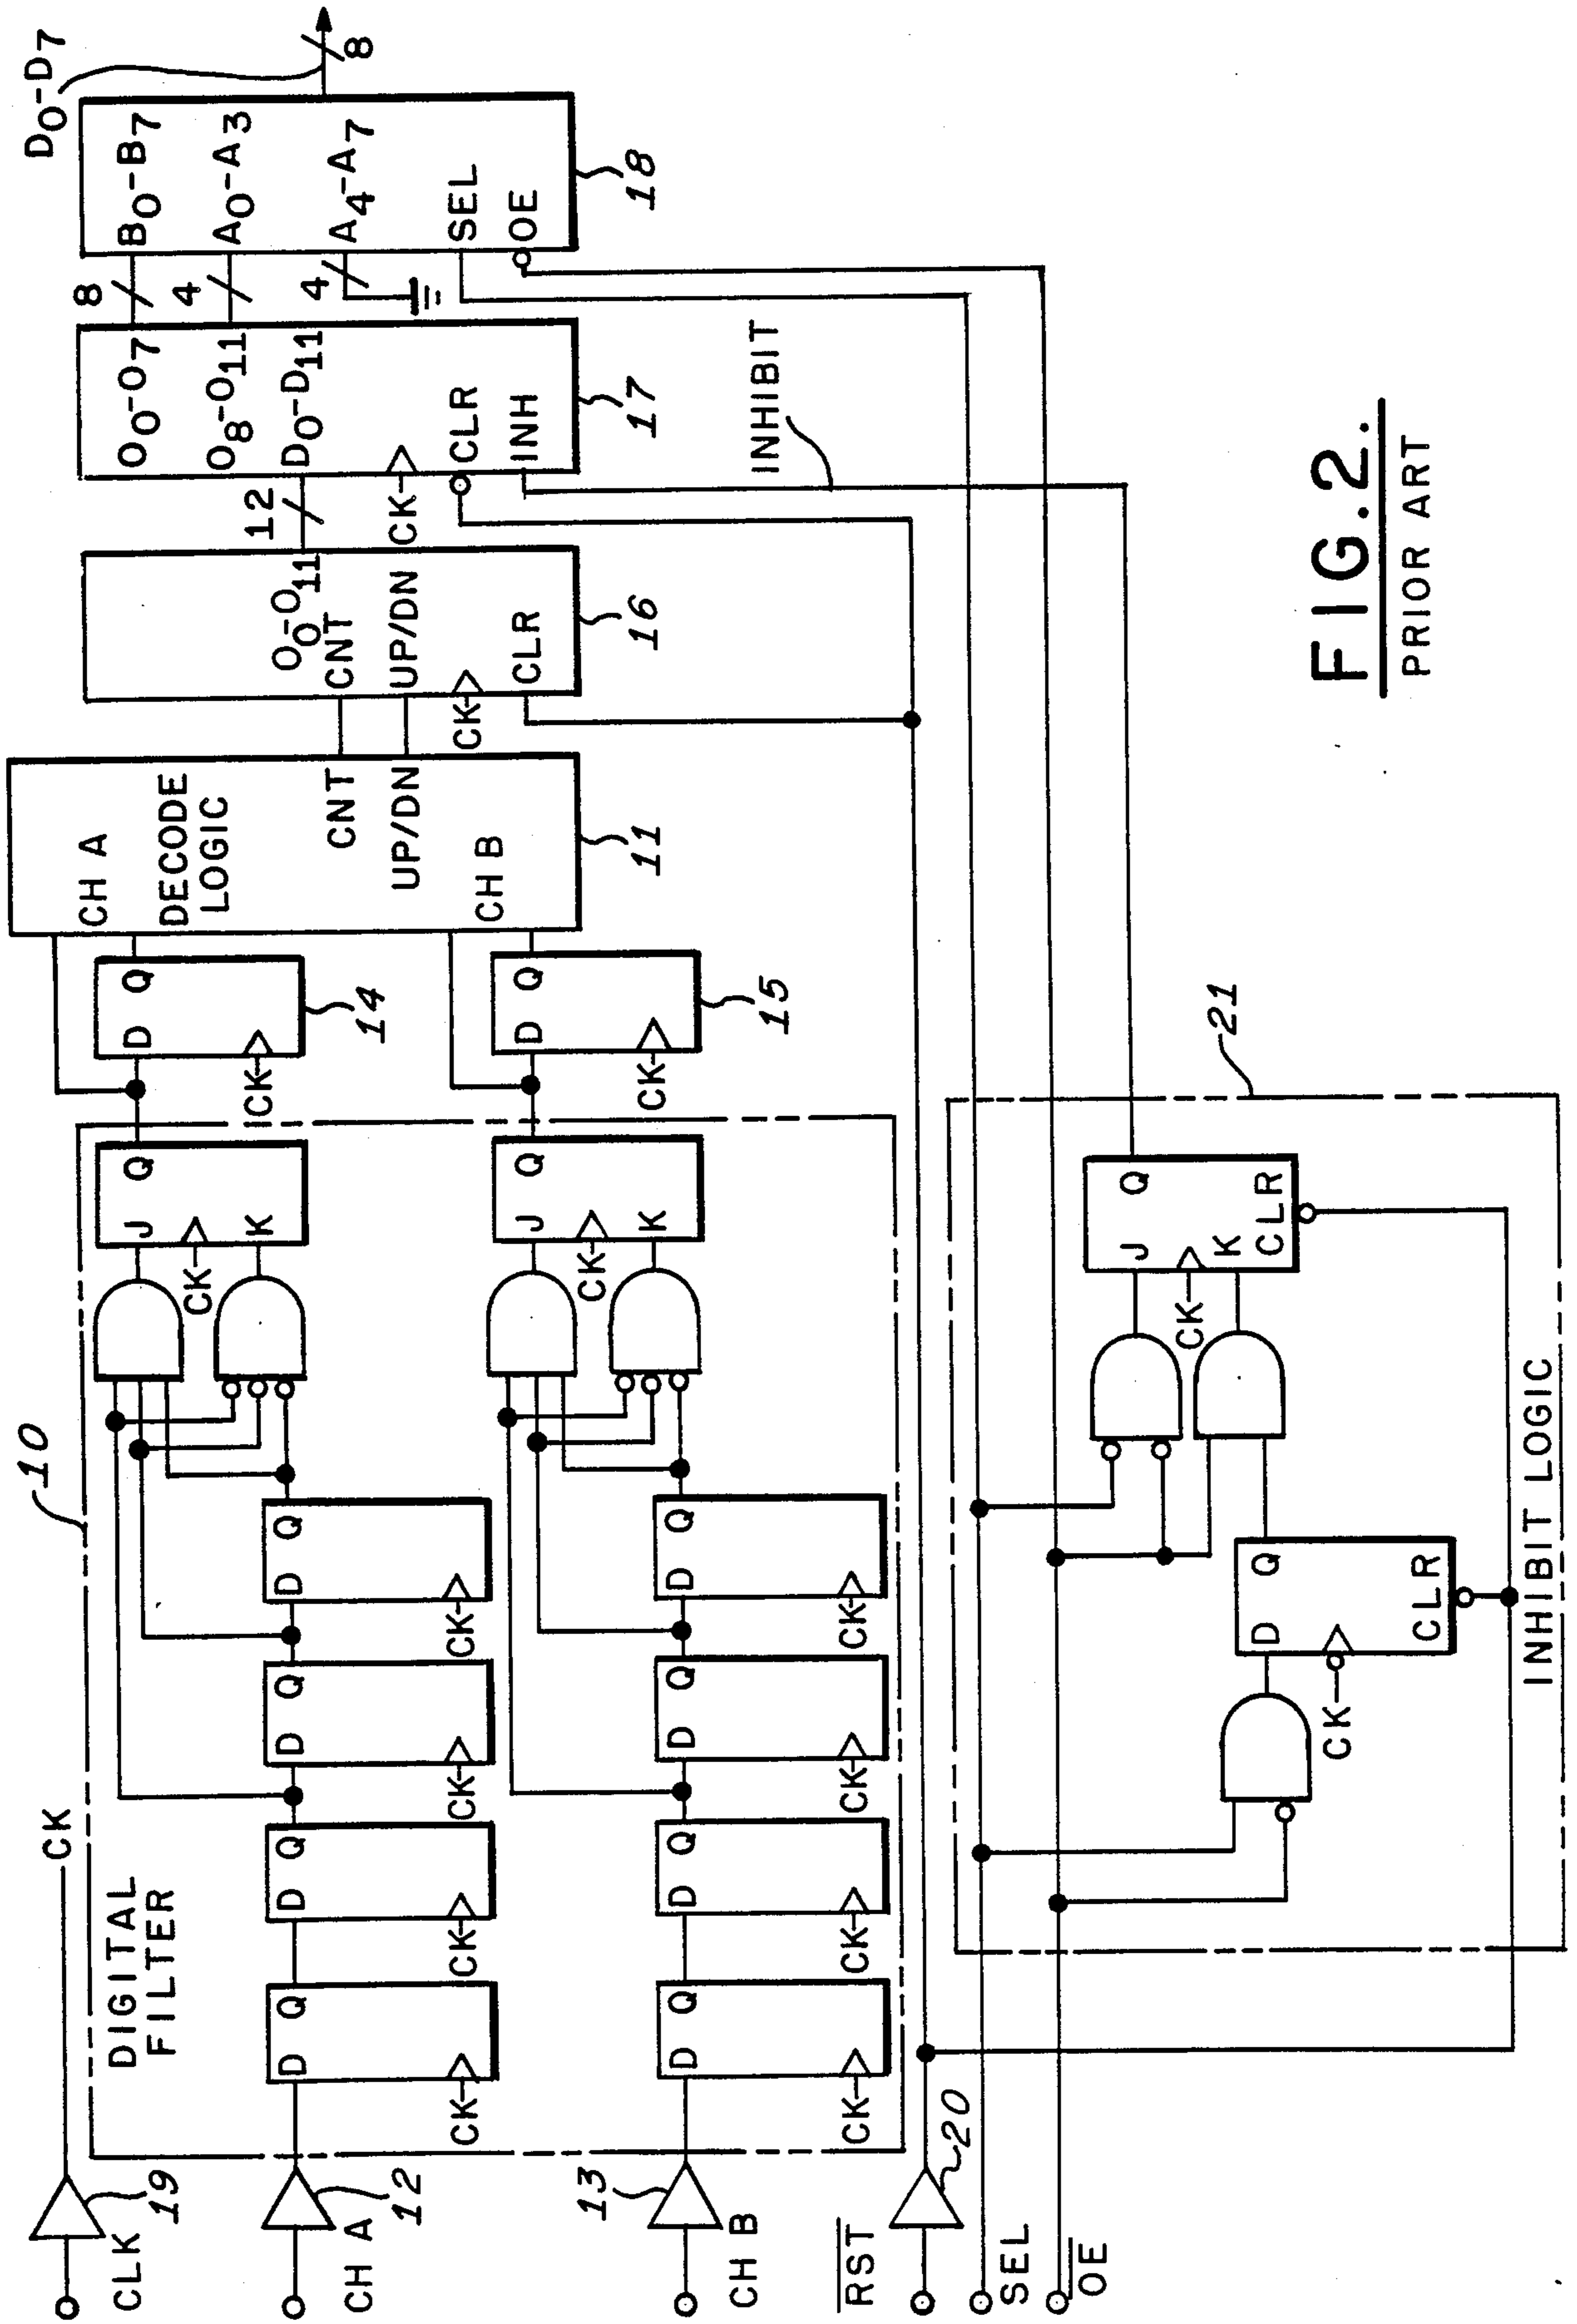 CLK
19
CK
CH A
12
CH B
13
RST
20
SEL
OE
10
DIGITAL
FILTER
D Q
CK
D Q
CK
D Q
CK
D Q
CK
CK
J Q
K
D Q
CK
14
D Q
CK
D Q
CK
D Q
CK
D Q
CK
CK
J Q
K
D Q
CK
15
CH A
DECODE
LOGIC
CNT
UP/DN
CH B
11
O0-O11
CNT
UP/DN
CK
CLR
16
12
O0-O7
O8-O11
D0-D11
CK
CLR
INH
17
INHIBIT
8
4
4
B0-B7
A0-A3
A4-A7
SEL
OE
18
D0-D7
8
21
D Q
CK
CLR
J Q
CK
K
CLR
INHIBIT LOGIC
FIG.2.
PRIOR ART